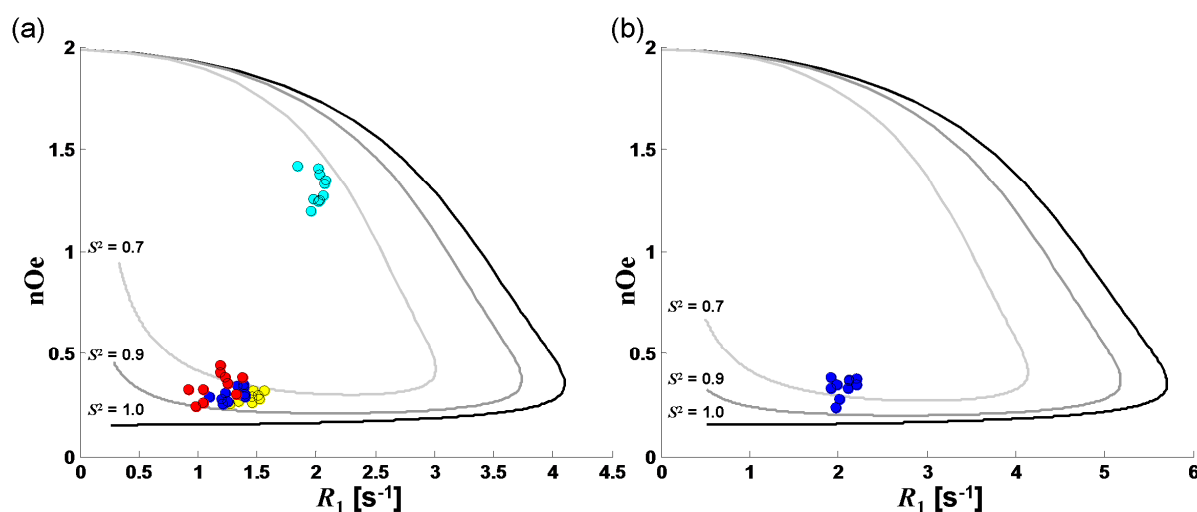 (a)
2
1.5
1
0.5
0
nOe
S² = 0.7
S² = 0.9
S² = 1.0
0 0.5 1 1.5 2 2.5 3 3.5 4 4.5
R₁ [s⁻¹]
(b)
2
1.5
1
0.5
0
nOe
S² = 0.7
S² = 0.9
S² = 1.0
0 1 2 3 4 5 6
R₁ [s⁻¹]